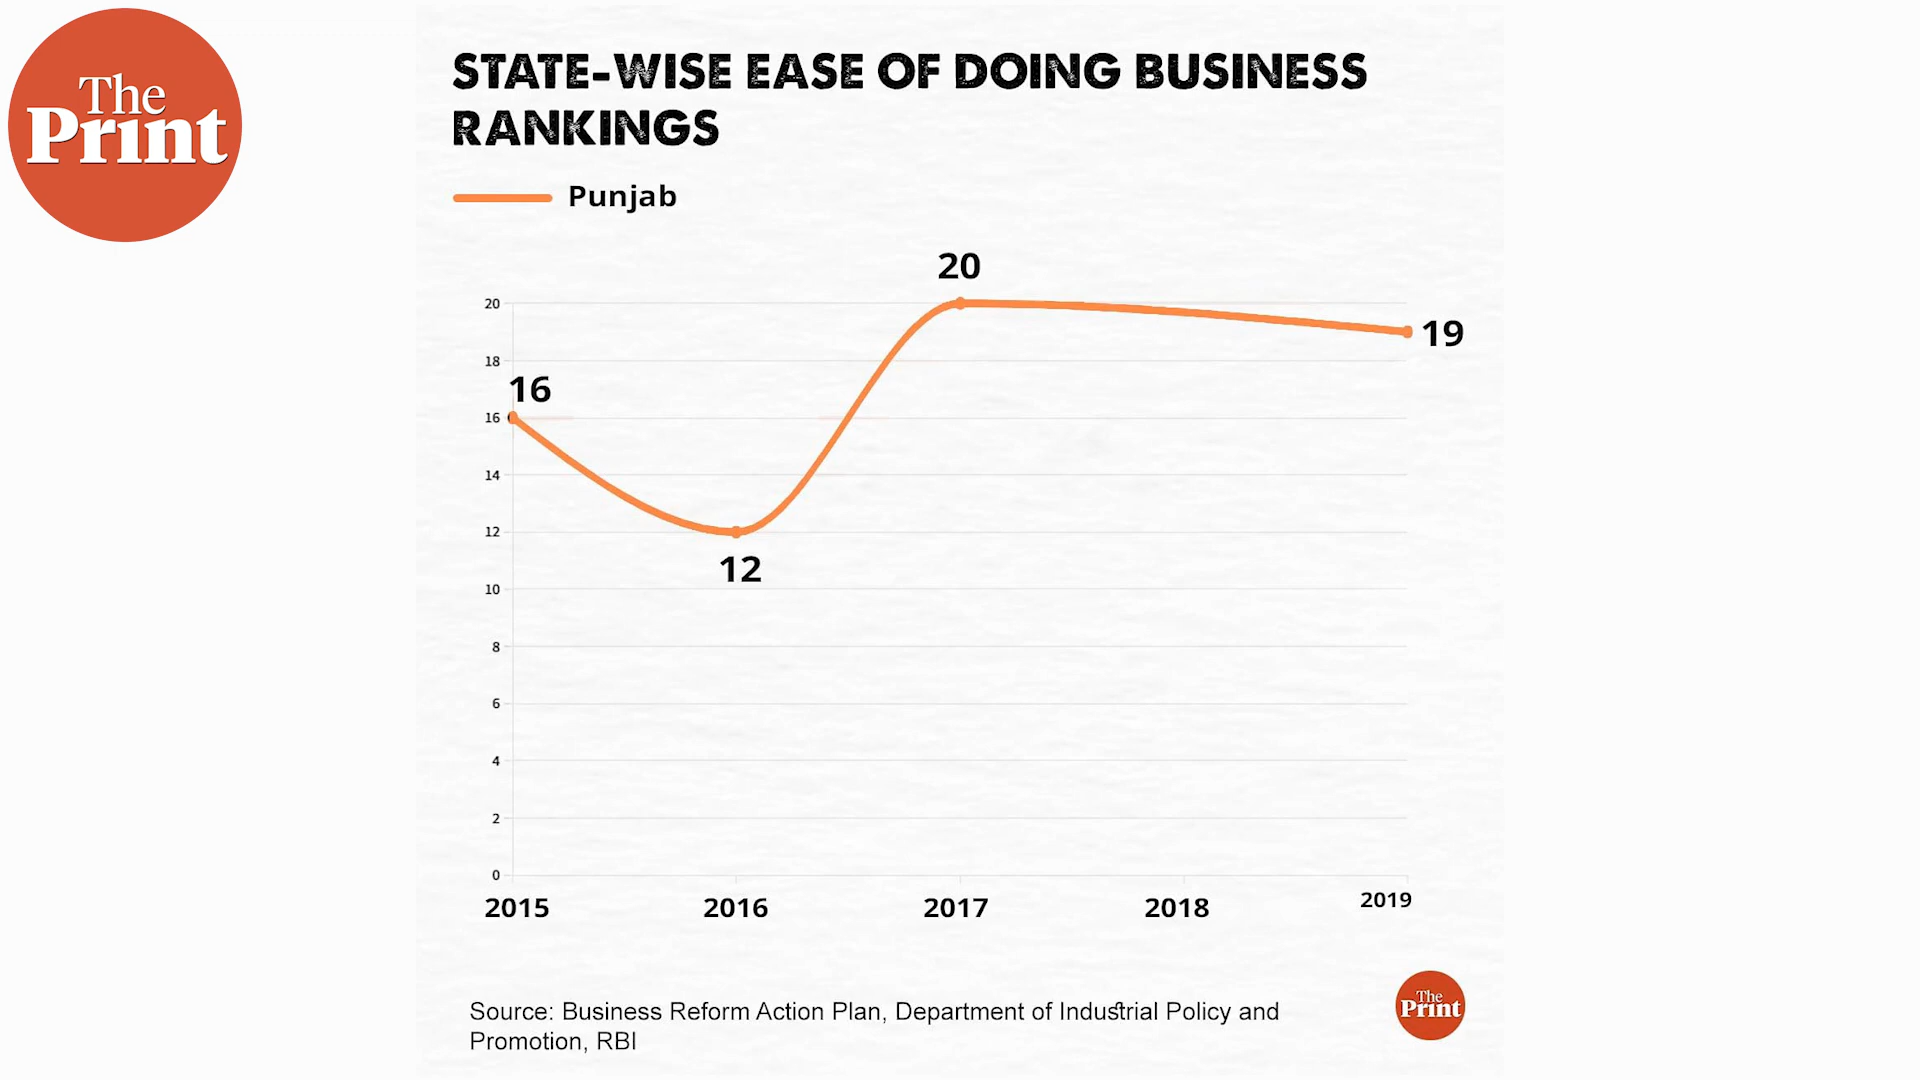 The
Print
STATE-WISE EASE OF DOING BUSINESS
RANKINGS
Punjab
20
20
19
18
16
16
14
12
12
10
8
6
4
2
0
2015 2016 2017 2018 2019
Source: Business Reform Action Plan, Department of Industrial Policy and
Promotion, RBI
The
Print